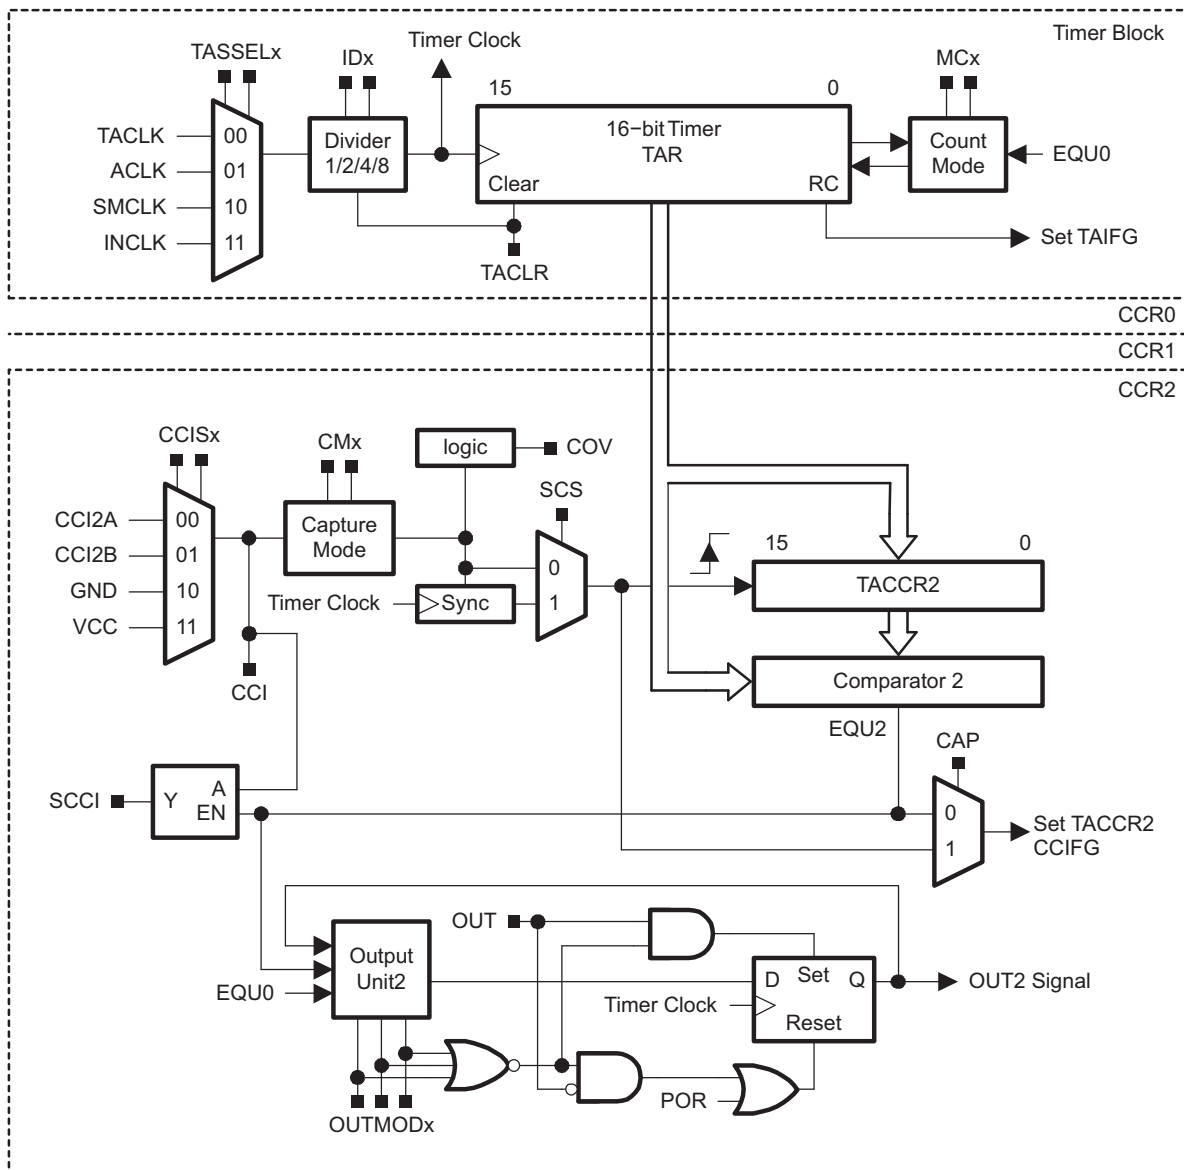 Timer Block
Timer Clock
TASSELx
IDx
MCx
15
0
TACLK
00
ACLK
01
SMCLK
10
INCLK
11
Divider
1/2/4/8
16−bit Timer
TAR
Clear
RC
Count
Mode
EQU0
Set TAIFG
TACLR
CCR0
CCR1
CCR2
CCISx
CMx
logic
COV
SCS
CCI2A
00
CCI2B
01
GND
10
VCC
11
Capture
Mode
0
1
Timer Clock
Sync
15
0
TACCR2
CCI
Comparator 2
EQU2
CAP
SCCI
Y
A
EN
0
1
Set TACCR2
CCIFG
OUT
Output
Unit2
EQU0
D
Set
Q
OUT2 Signal
Timer Clock
Reset
POR
OUTMODx